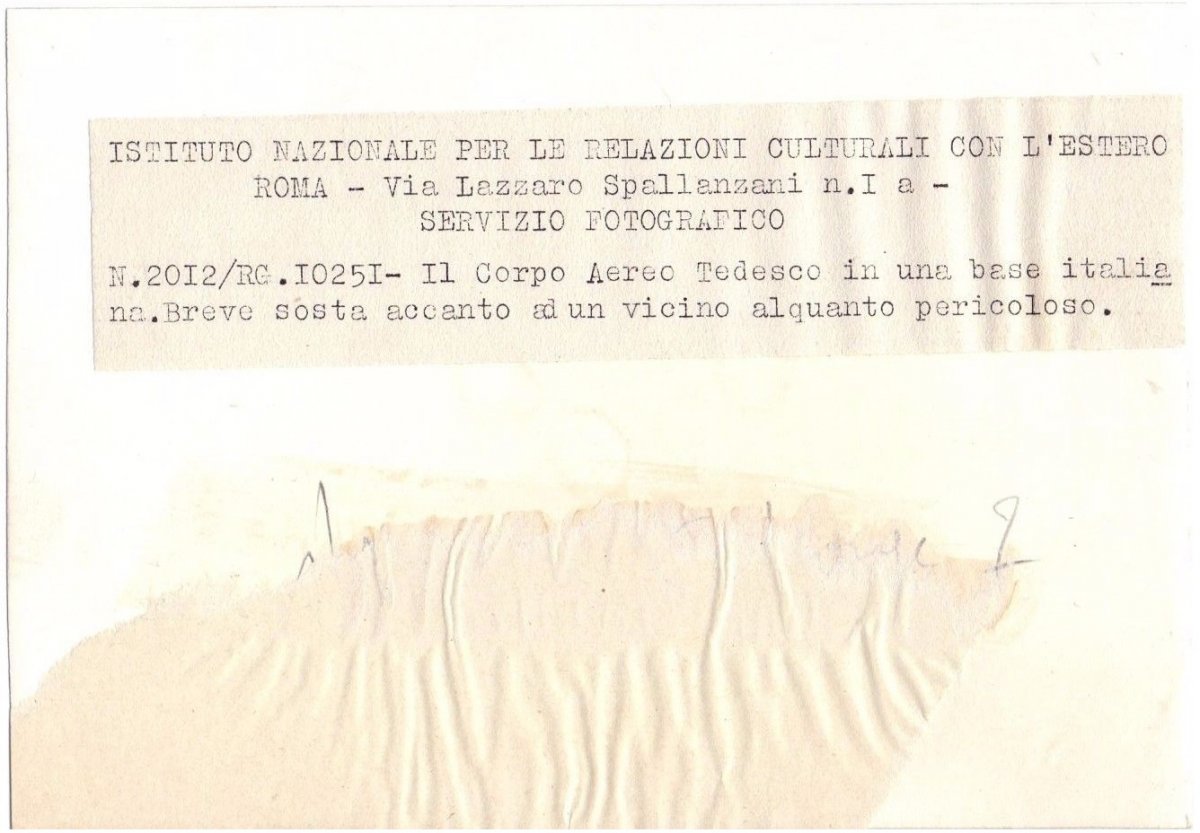 ISTITUTO NAZIONALE PER LE RELAZIONI CULTURALI CON L'ESTERO
ROMA - Via Lazzaro Spallanzani n.I a -
SERVIZIO FOTOGRAFICO
N.20I2/RG.I025I- Il Corpo Aereo Tedesco in una base italia
na.Breve sosta accanto ad un vicino alquanto pericoloso.